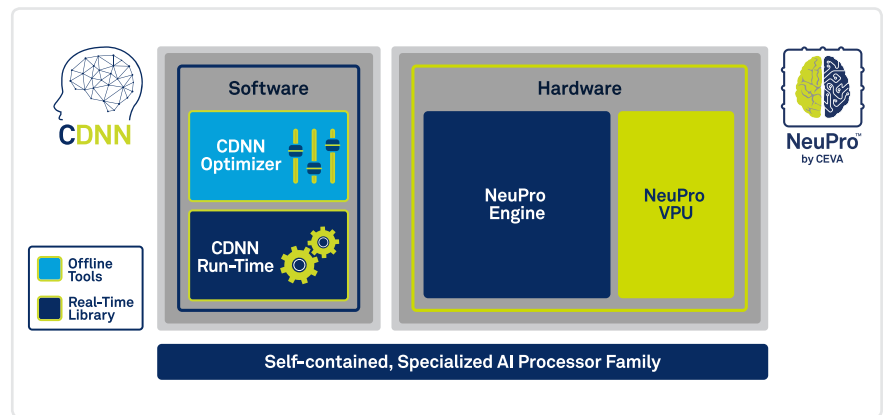 CDNN
Software
CDNN
Optimizer
CDNN
Run-Time
Offline
Tools
Real-Time
Library
Hardware
NeuPro
Engine
NeuPro
VPU
NeuPro™
by CEVA
Self-contained, Specialized AI Processor Family